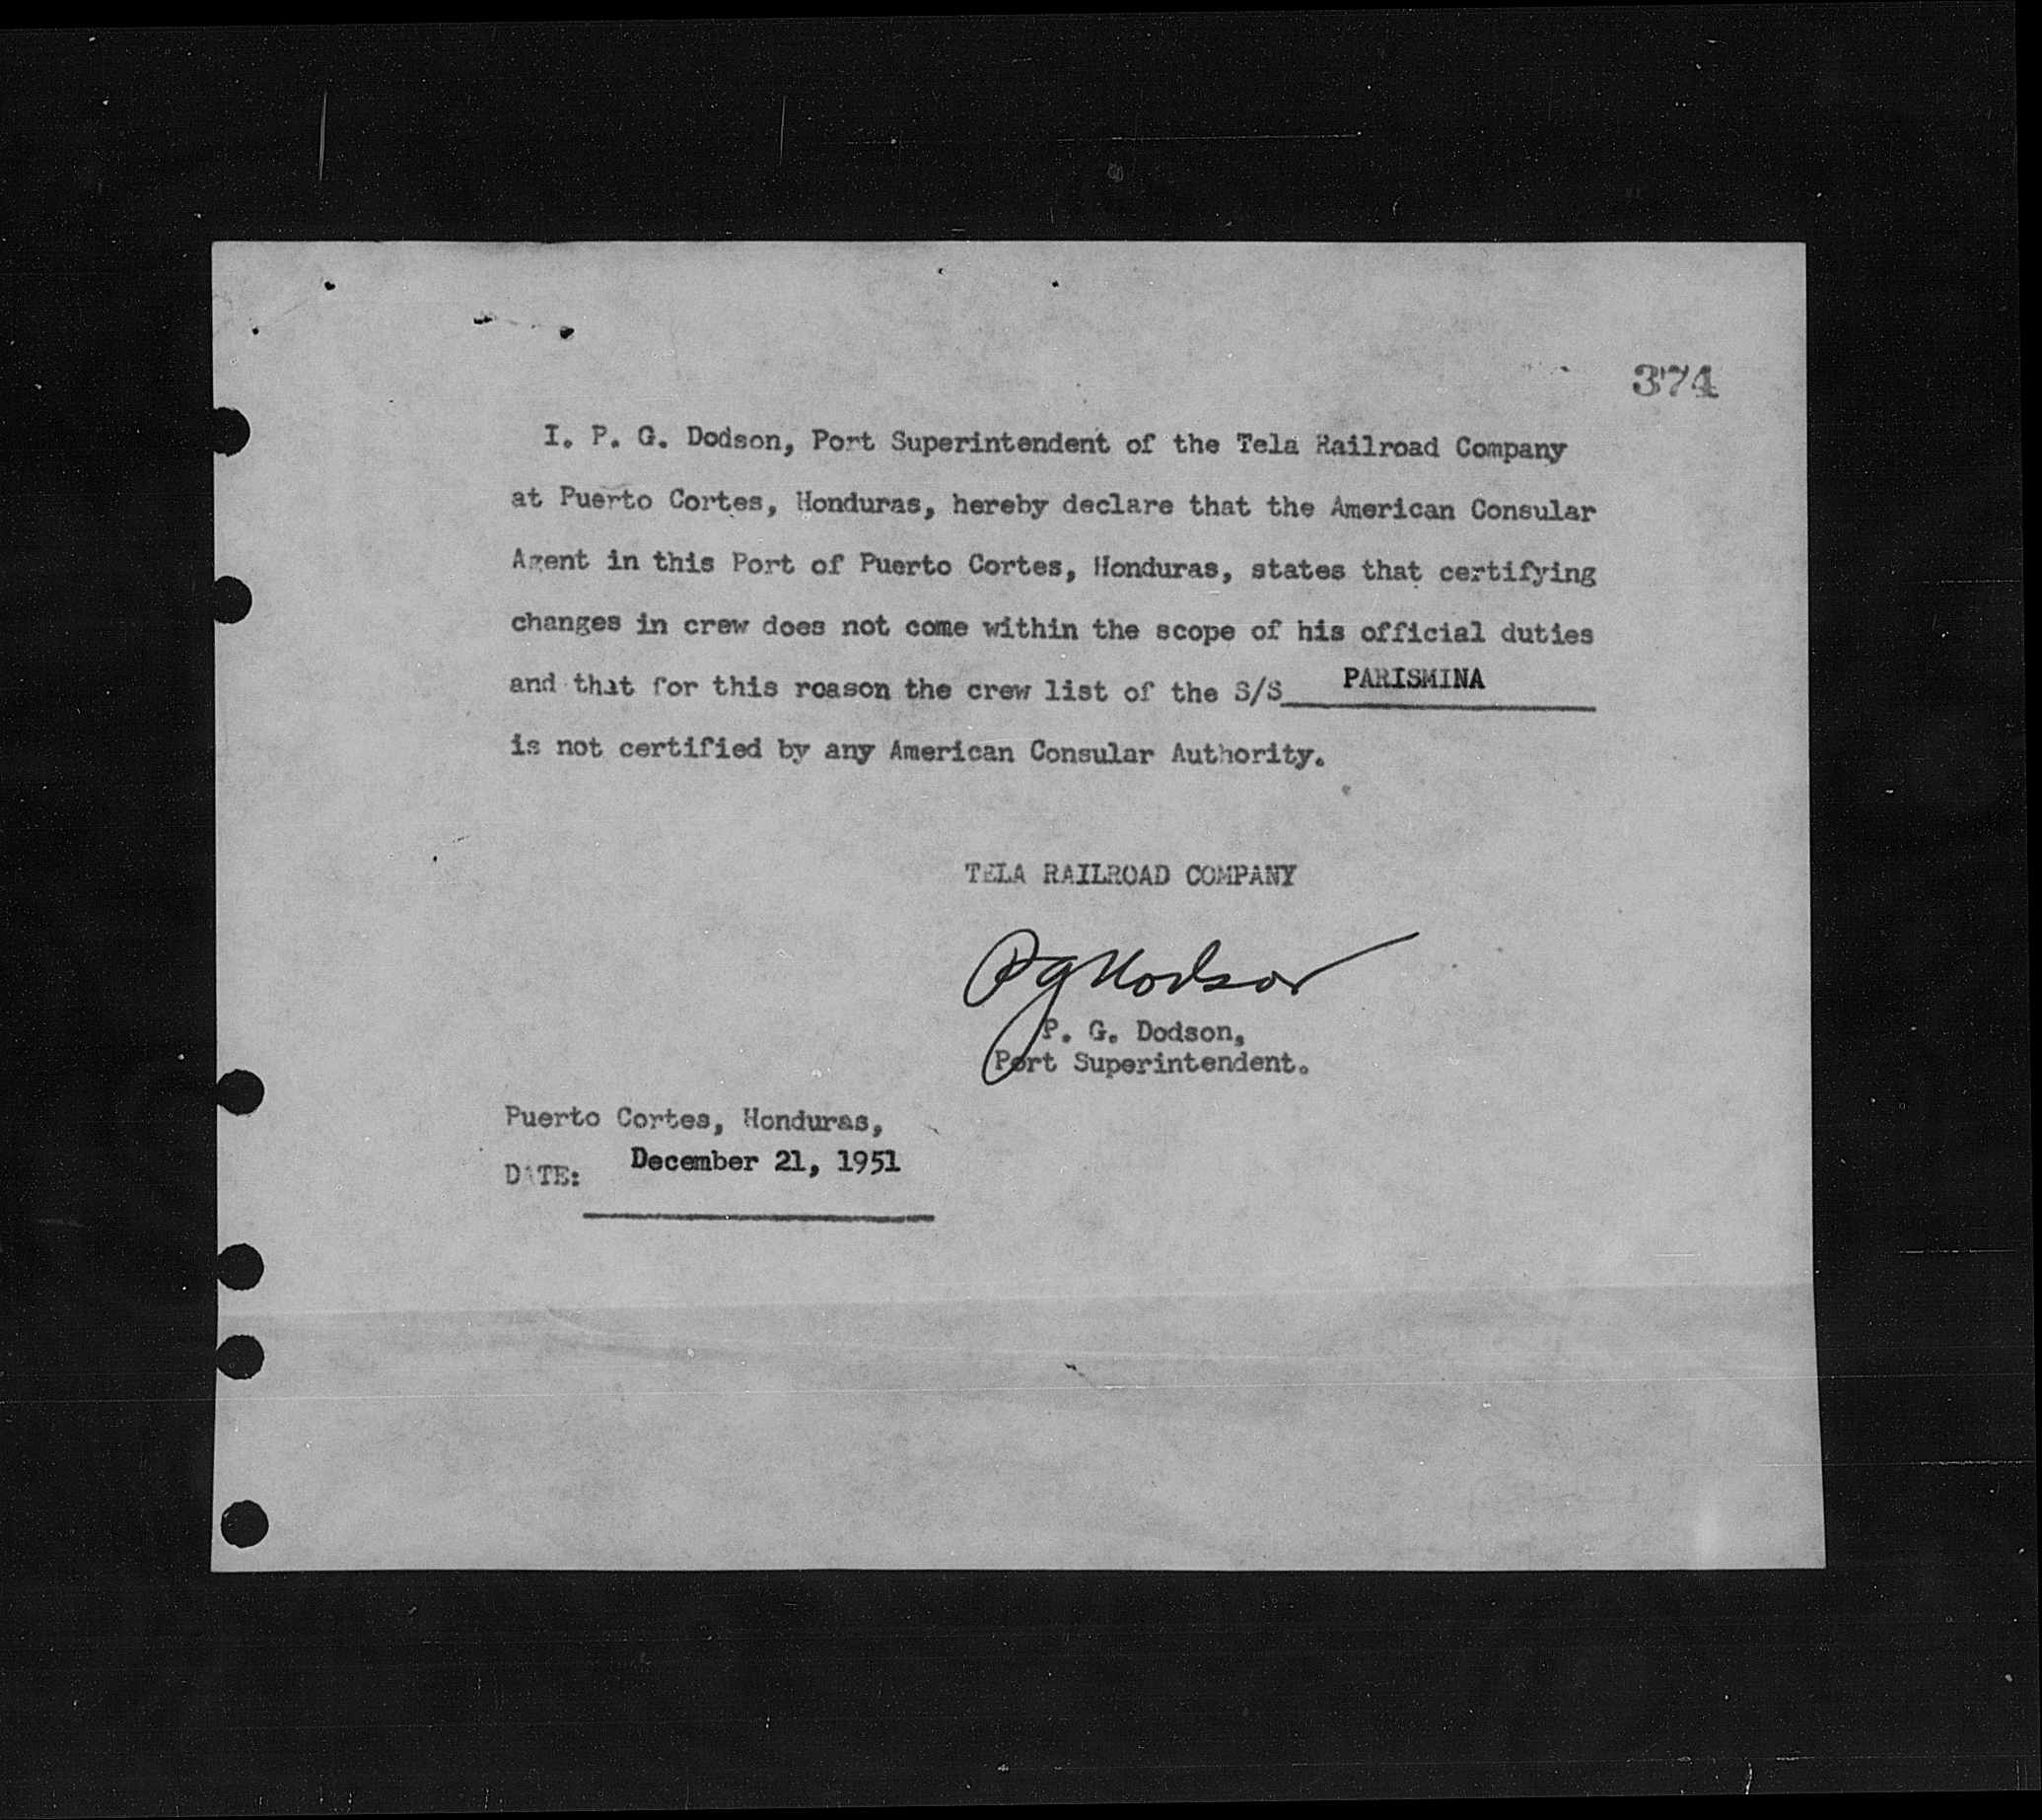 374
I. P. G. Dodson, Port Superintendent of the Tela Railroad Company
at Puerto Cortes, Honduras, hereby declare that the American Consular
Agent in this Port of Puerto Cortes, Honduras, states that certifying
changes in crew does not come within the scope of his official duties
and that for this reason the crew list of the S/S PARISMINA
is not certified by any American Consular Authority.
TELA RAILROAD COMPANY
P G Dodson
P. G. Dodson,
Port Superintendent.
Puerto Cortes, Honduras,
DATE: December 21, 1951